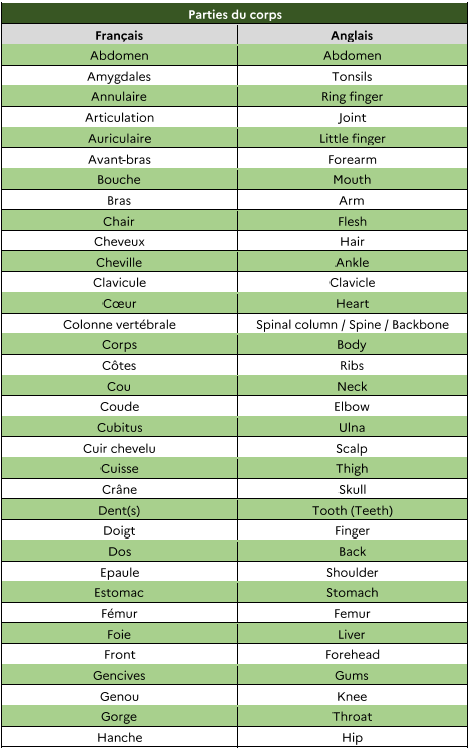 Parties du corps
Français Anglais
Abdomen Abdomen
Amygdales Tonsils
Annulaire Ring finger
Articulation Joint
Auriculaire Little finger
Avant-bras Forearm
Bouche Mouth
Bras Arm
Chair Flesh
Cheveux Hair
Cheville Ankle
Clavicule Clavicle
Cœur Heart
Colonne vertébrale Spinal column / Spine / Backbone
Corps Body
Côtes Ribs
Cou Neck
Coude Elbow
Cubitus Ulna
Cuir chevelu Scalp
Cuisse Thigh
Crâne Skull
Dent(s) Tooth (Teeth)
Doigt Finger
Dos Back
Epaule Shoulder
Estomac Stomach
Fémur Femur
Foie Liver
Front Forehead
Gencives Gums
Genou Knee
Gorge Throat
Hanche Hip